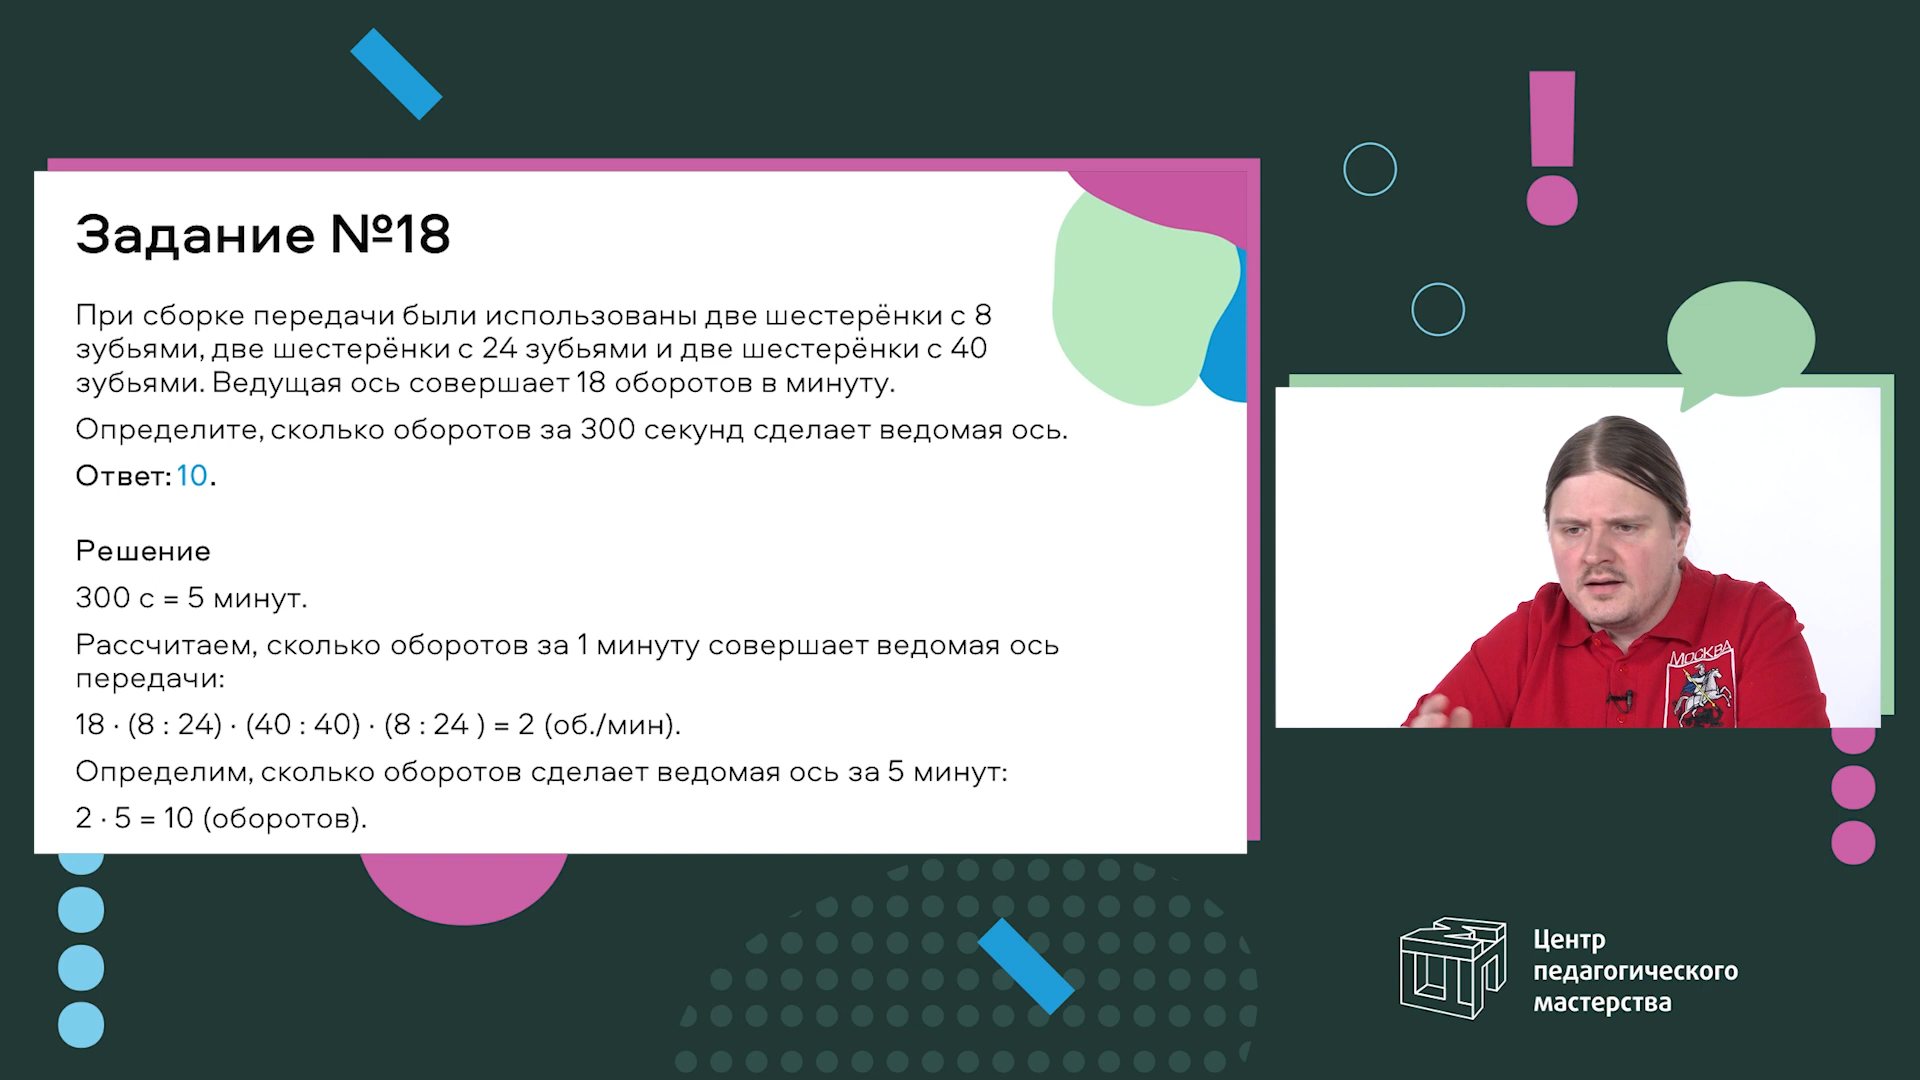 Задание №18
При сборке передачи были использованы две шестерёнки с 8
зубьями, две шестерёнки с 24 зубьями и две шестерёнки с 40
зубьями. Ведущая ось совершает 18 оборотов в минуту.
Определите, сколько оборотов за 300 секунд сделает ведомая ось.
Ответ: 10.
Решение
300 с = 5 минут.
Рассчитаем, сколько оборотов за 1 минуту совершает ведомая ось
передачи:
18 · (8 : 24) · (40 : 40) · (8 : 24 ) = 2 (об./мин).
Определим, сколько оборотов сделает ведомая ось за 5 минут:
2 · 5 = 10 (оборотов).
МОСКВА
Центр
педагогического
мастерства